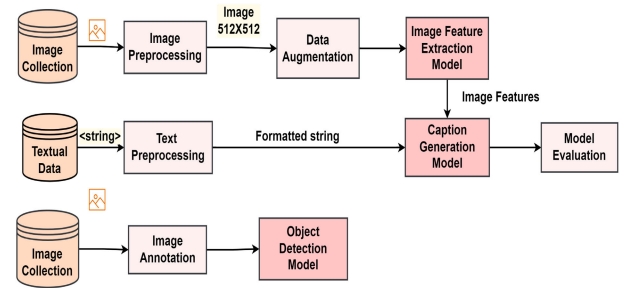 Image
Collection
Image
Preprocessing
Image
512X512
Data
Augmentation
Image Feature
Extraction
Model
Image Features
Textual
Data
<string>
Text
Preprocessing
Formatted string
Caption
Generation
Model
Model
Evaluation
Image
Collection
Image
Annotation
Object
Detection
Model